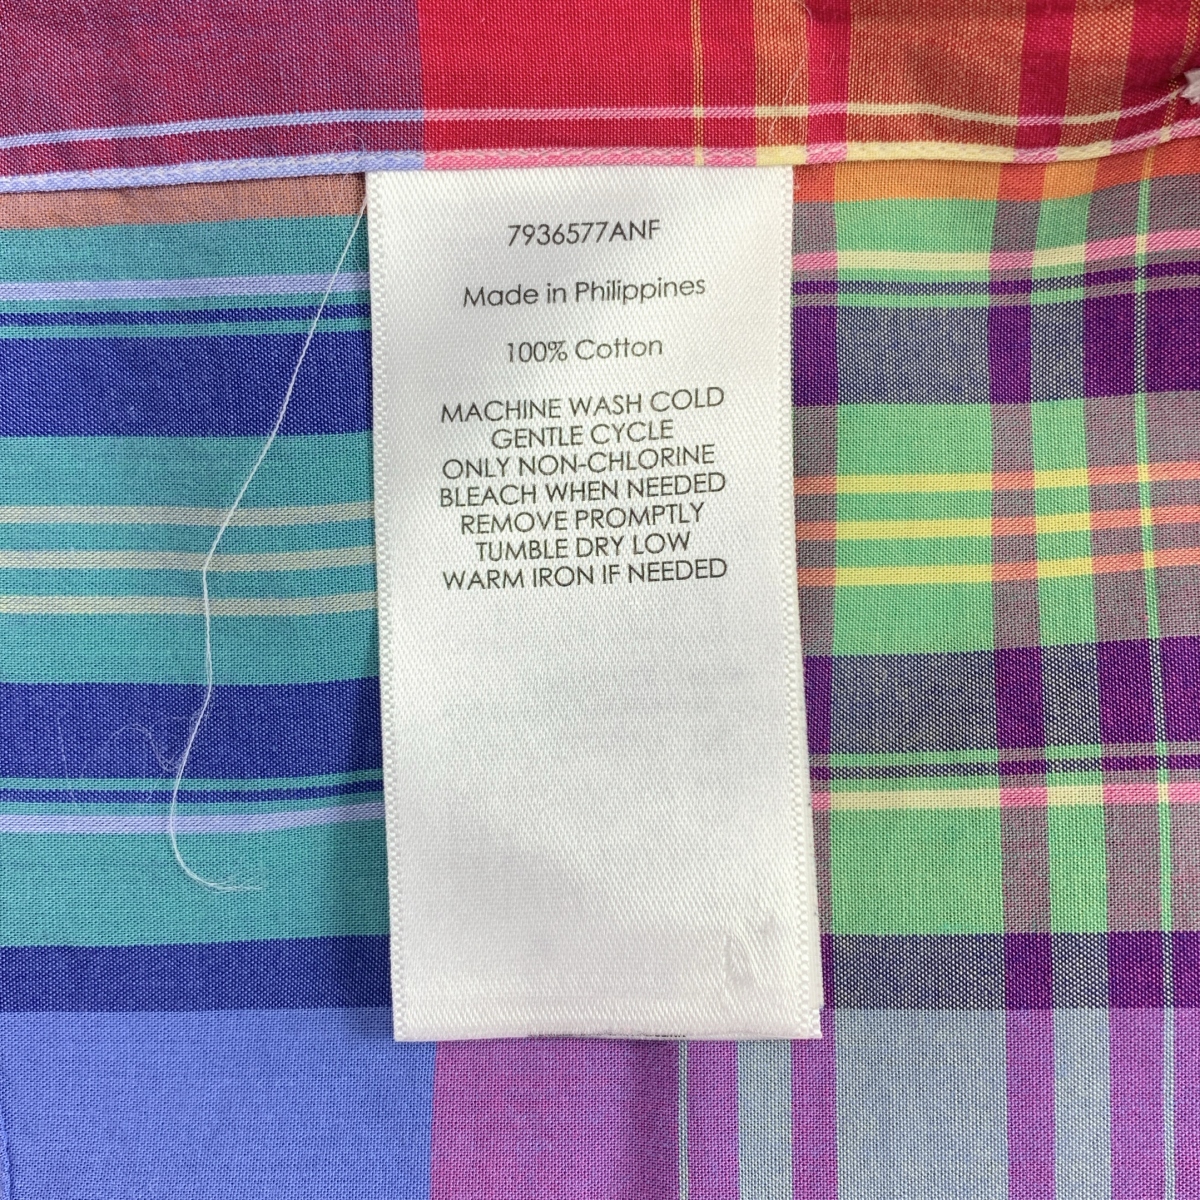 7936577ANF
Made in Philippines
100% Cotton
MACHINE WASH COLD
GENTLE CYCLE
ONLY NON-CHLORINE
BLEACH WHEN NEEDED
REMOVE PROMPTLY
TUMBLE DRY LOW
WARM IRON IF NEEDED